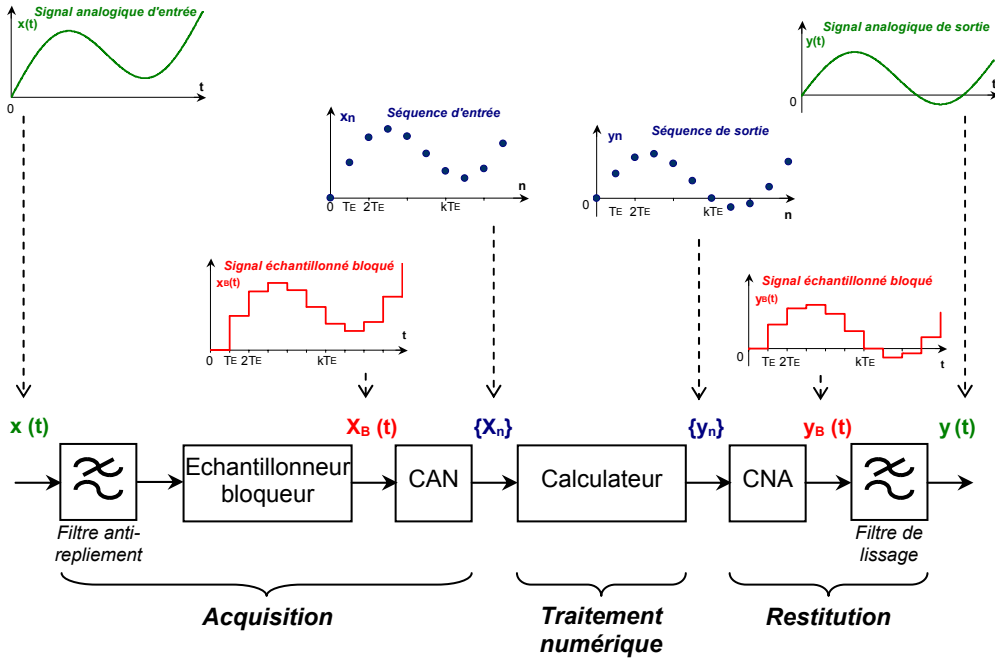 Signal analogique d'entrée
x(t)
t
0
Signal analogique de sortie
y(t)
t
0
xn
Séquence d'entrée
n
0 TE 2TE kTE
yn
Séquence de sortie
n
0 TE 2TE kTE
Signal échantillonné bloqué
xB(t)
t
0 TE 2TE kTE
Signal échantillonné bloqué
yB(t)
t
0 TE 2TE kTE
x (t)
XB (t)
{Xn}
{yn}
yB (t)
y (t)
Echantillonneur
bloqueur
CAN
Calculateur
CNA
Filtre anti-
repliement
Filtre de
lissage
Acquisition
Traitement
numérique
Restitution